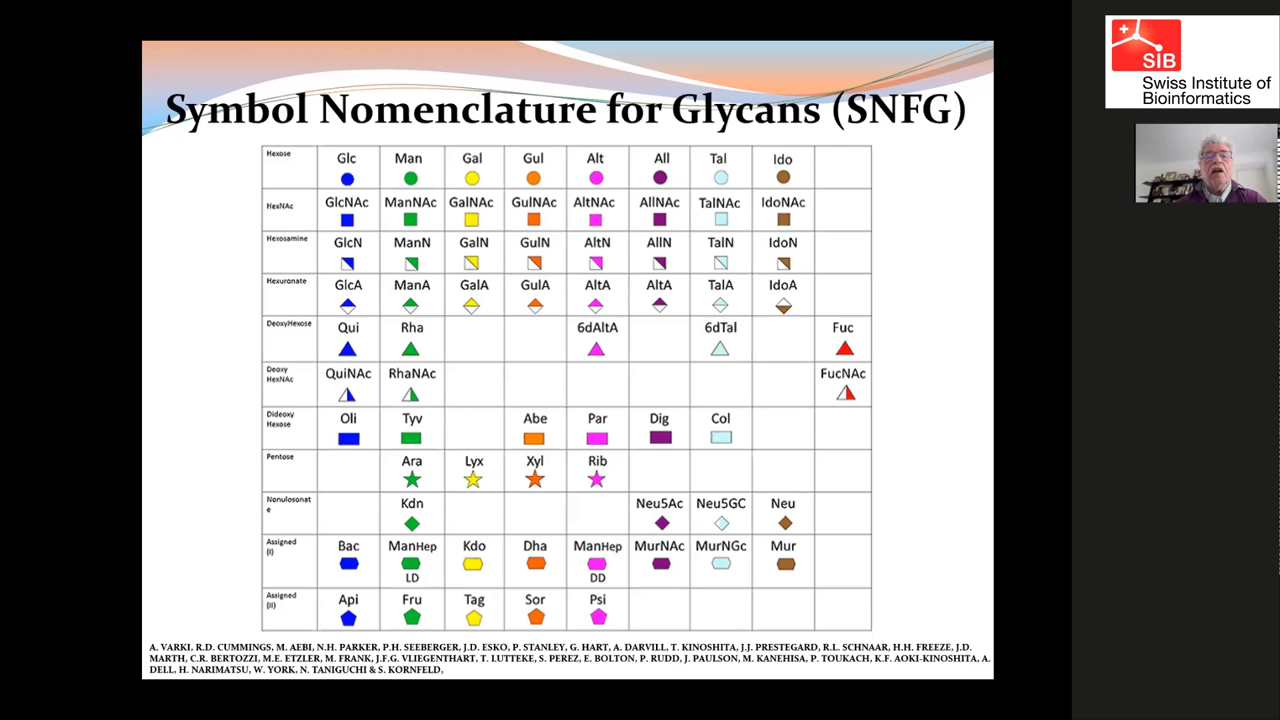 Symbol Nomenclature for Glycans (SNFG)
Hexose Glc Man Gal Gul Alt All Tal Ido
HexNAc GlcNAc ManNAc GalNAc GulNAc AltNAc AllNAc TalNAc IdoNAc
Hexosamine GlcN ManN GalN GulN AltN AllN TalN IdoN
Hexuronate GlcA ManA GalA GulA AltA AltA TalA IdoA
DeoxyHexose Qui Rha 6dAltA 6dTal Fuc
Deoxy
HexNAc QuiNAc RhaNAc FucNAc
Dideoxy
Hexose Oli Tyv Abe Par Dig Col
Pentose Ara Lyx Xyl Rib
Nonulosonat
e Kdn Neu5Ac Neu5GC Neu
Assigned
(I) Bac ManHep Kdo Dha ManHep MurNAc MurNGc Mur
LD DD
Assigned
(II) Api Fru Tag Sor Psi
A. VARKI, R.D. CUMMINGS, M. AEBI, N.H. PARKER, P.H. SEEBERGER, J.D. ESKO, P. STANLEY, G. HART, A. DARVILL, T. KINOSHITA, J.J. PRESTEGARD, R.L. SCHNAAR, H.H. FREEZE, J.D.
MARTH, C.R. BERTOZZI, M.E. ETZLER, M. FRANK, J.F.G. VLIEGENTHART, T. LUTTEKE, S. PEREZ, E. BOLTON, P. RUDD, J. PAULSON, M. KANEHISA, P. TOUKACH, K.F. AOKI-KINOSHITA, A.
DELL, H. NARIMATSU, W. YORK, N. TANIGUCHI & S. KORNFELD,
SIB
Swiss Institute of
Bioinformatics